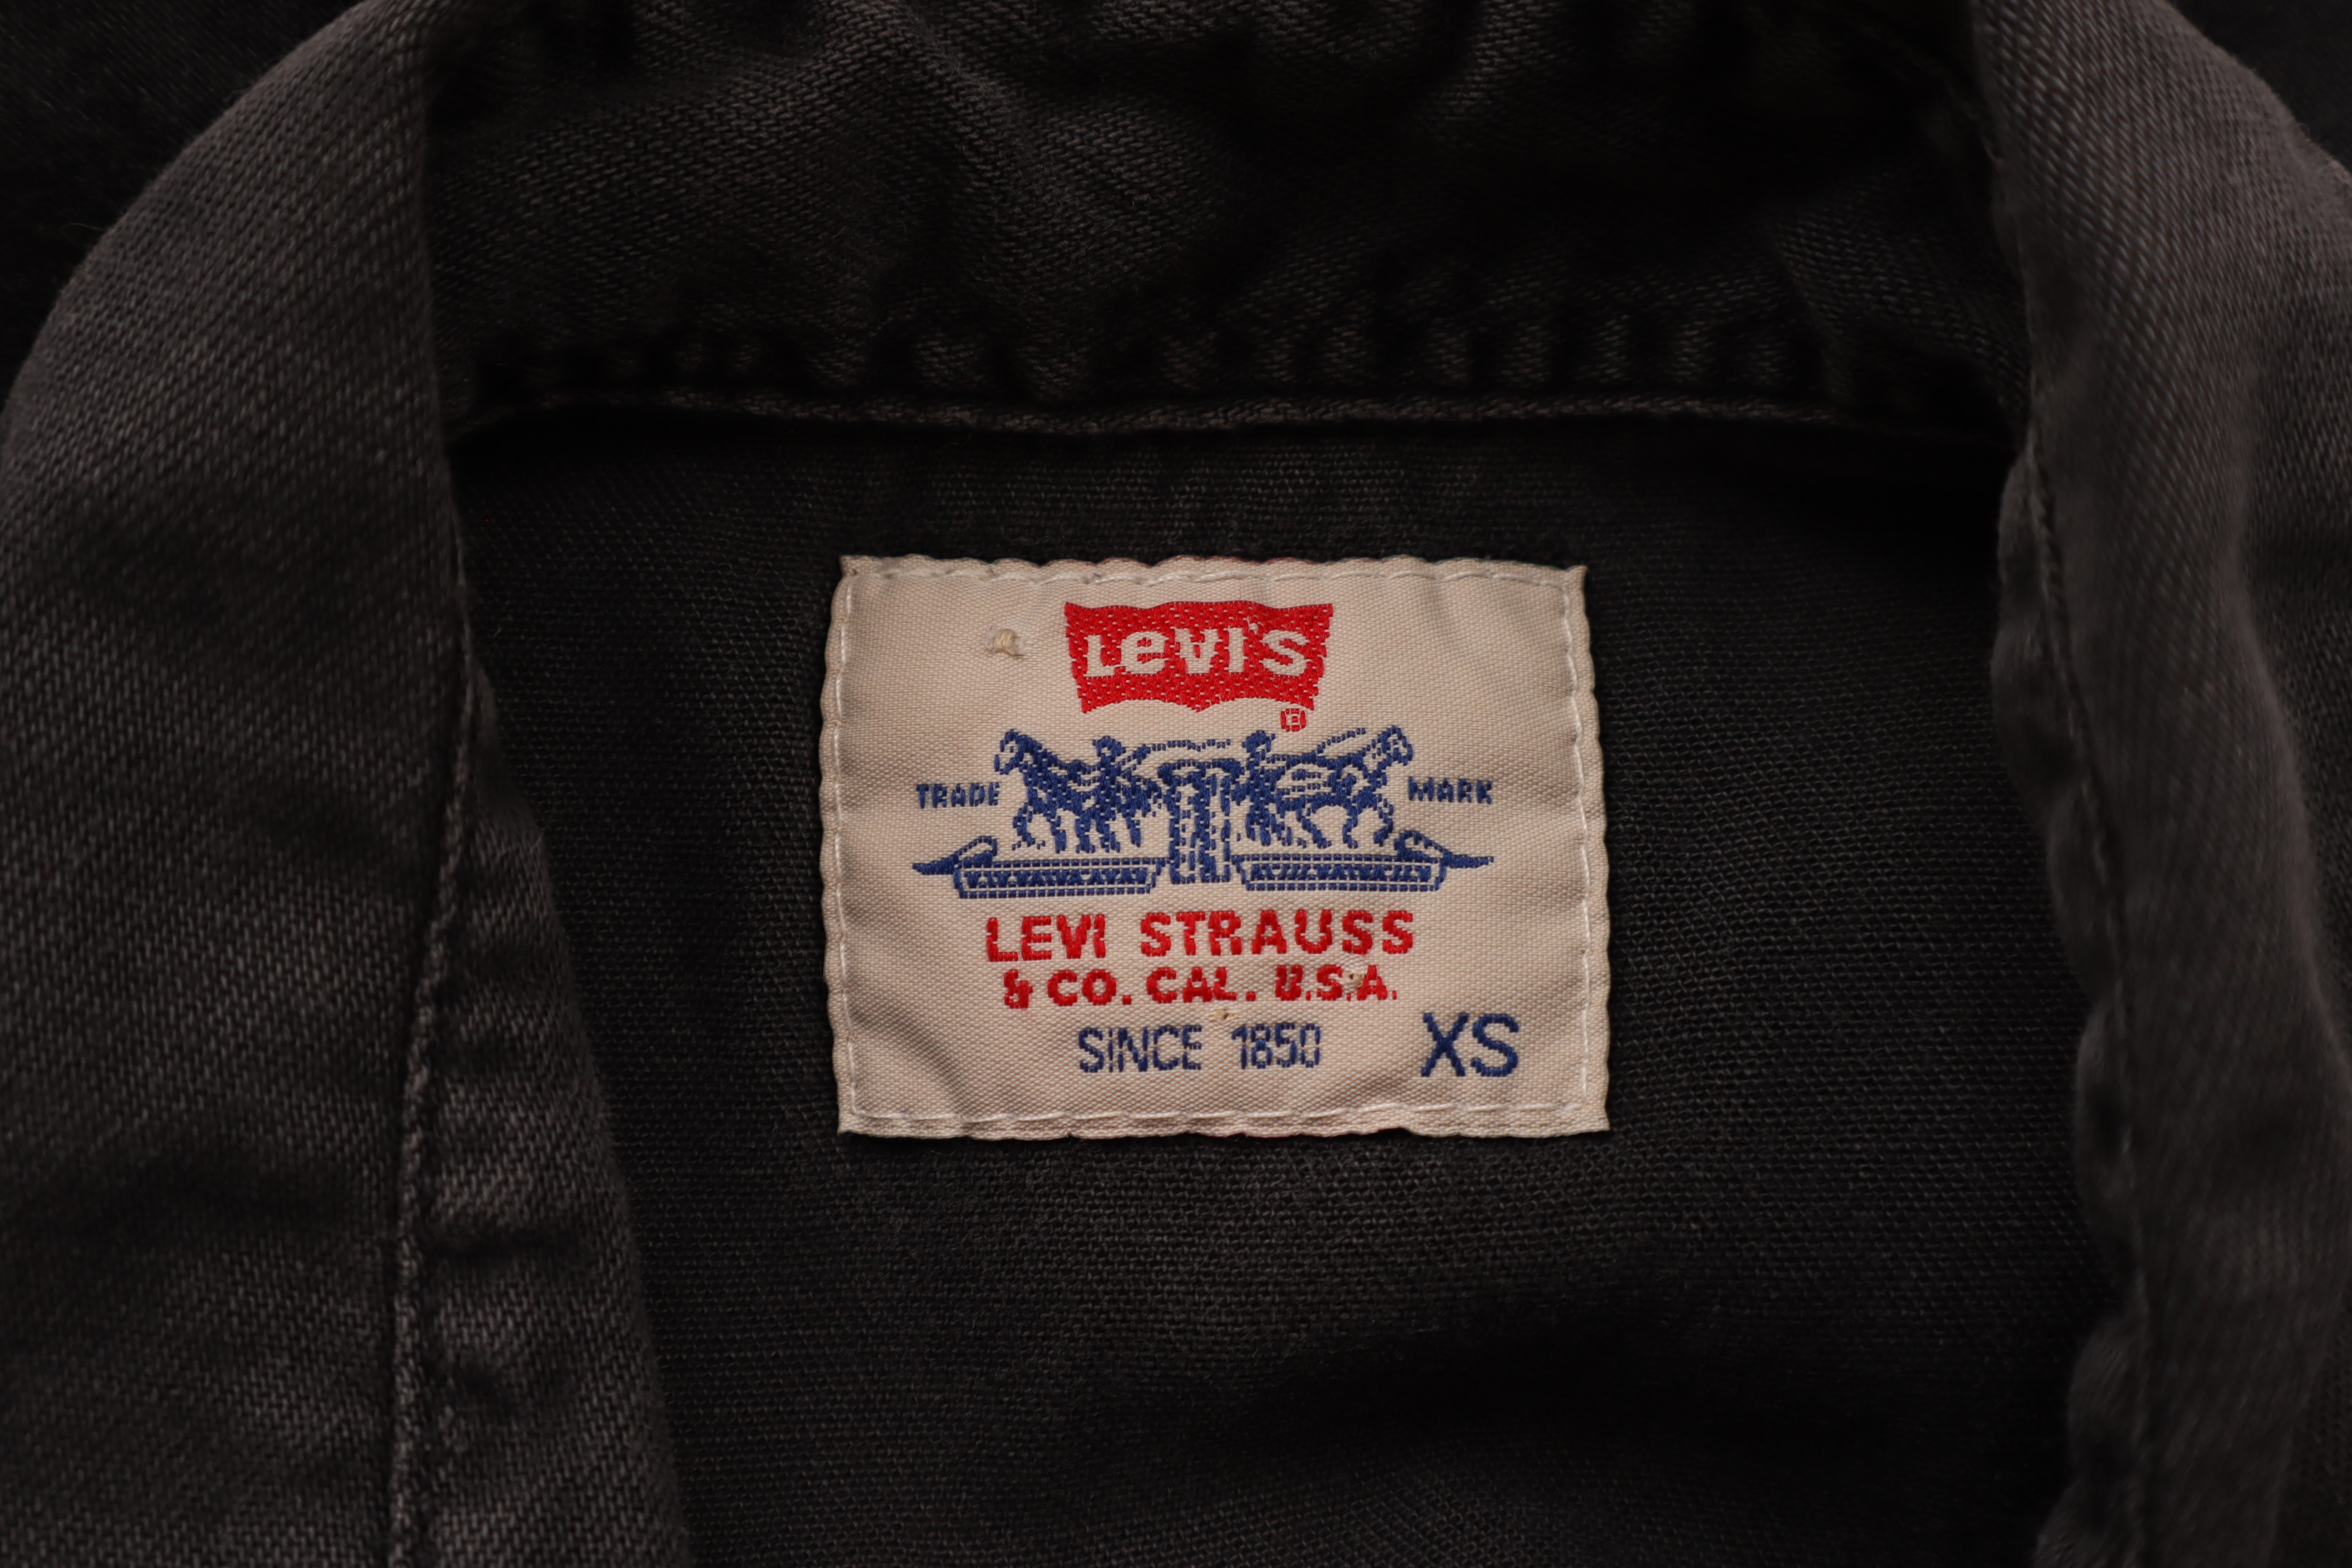 Levi's
®
TRADE MARK
LEVI STRAUSS
& CO. CAL. U.S.A.
SINCE 1850 XS